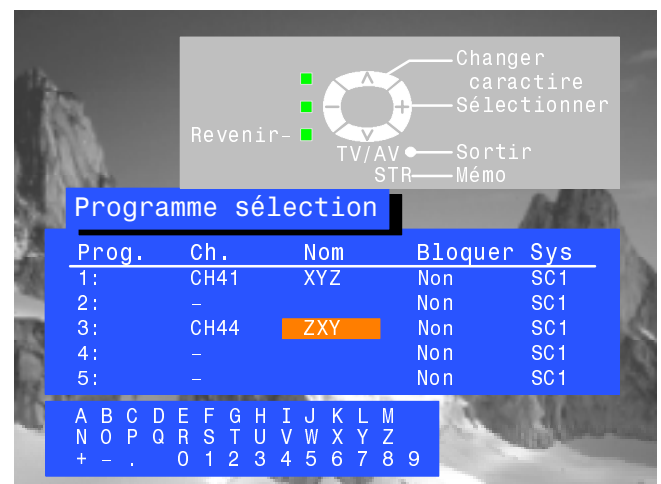 Changer
caractire
Sélectionner
Revenir–
TV/AV Sortir
STR Mémo
Programme sélection
Prog. Ch. Nom Bloquer Sys
1: CH41 XYZ Non SC1
2: – Non SC1
3: CH44 ZXY Non SC1
4: – Non SC1
5: – Non SC1
A B C D E F G H I J K L M
N O P Q R S T U V W X Y Z
+ – . 0 1 2 3 4 5 6 7 8 9